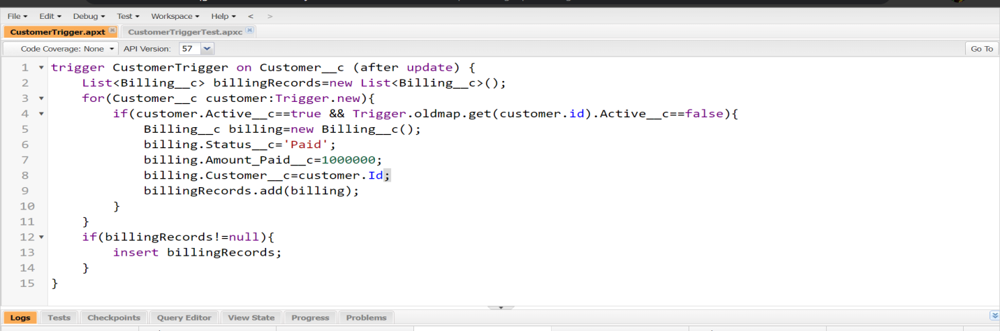 File Edit Debug Test Workspace Help < >
CustomerTrigger.apxt CustomerTriggerTest.apxc
Code Coverage: None API Version: 57 Go To
1 trigger CustomerTrigger on Customer__c (after update) {
2 List<Billing__c> billingRecords=new List<Billing__c>();
3 for(Customer__c customer:Trigger.new){
4 if(customer.Active__c==true && Trigger.oldmap.get(customer.id).Active__c==false){
5 Billing__c billing=new Billing__c();
6 billing.Status__c='Paid';
7 billing.Amount_Paid__c=1000000;
8 billing.Customer__c=customer.Id;
9 billingRecords.add(billing);
10 }
11 }
12 if(billingRecords!=null){
13 insert billingRecords;
14 }
15 }
Logs Tests Checkpoints Query Editor View State Progress Problems